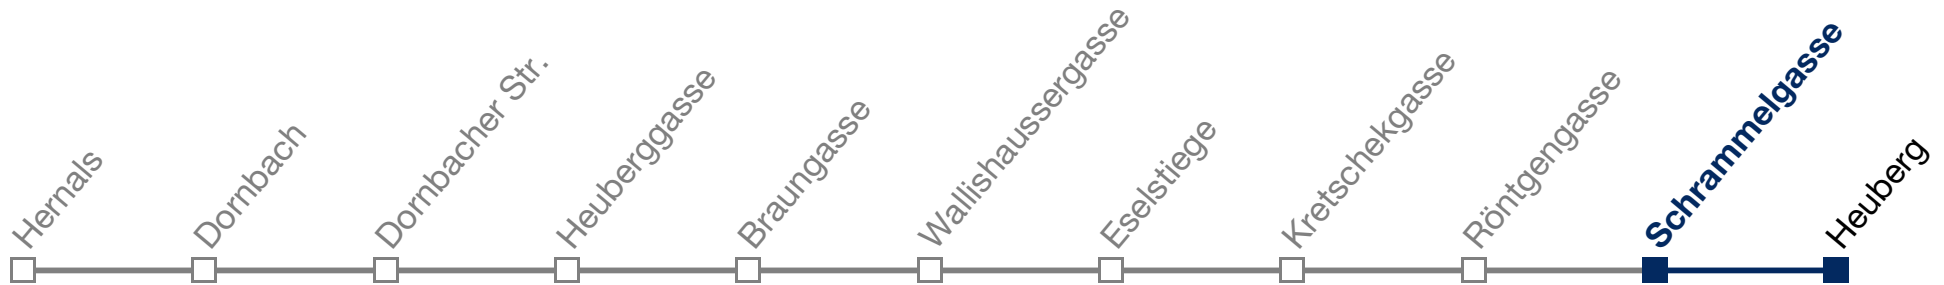 Hernals
Dornbach
Dornbacher Str.
Heuberggasse
Braungasse
Wallishaussergasse
Eselstiege
Kretschekgasse
Röntgengasse
Schrammelgasse
Heuberg